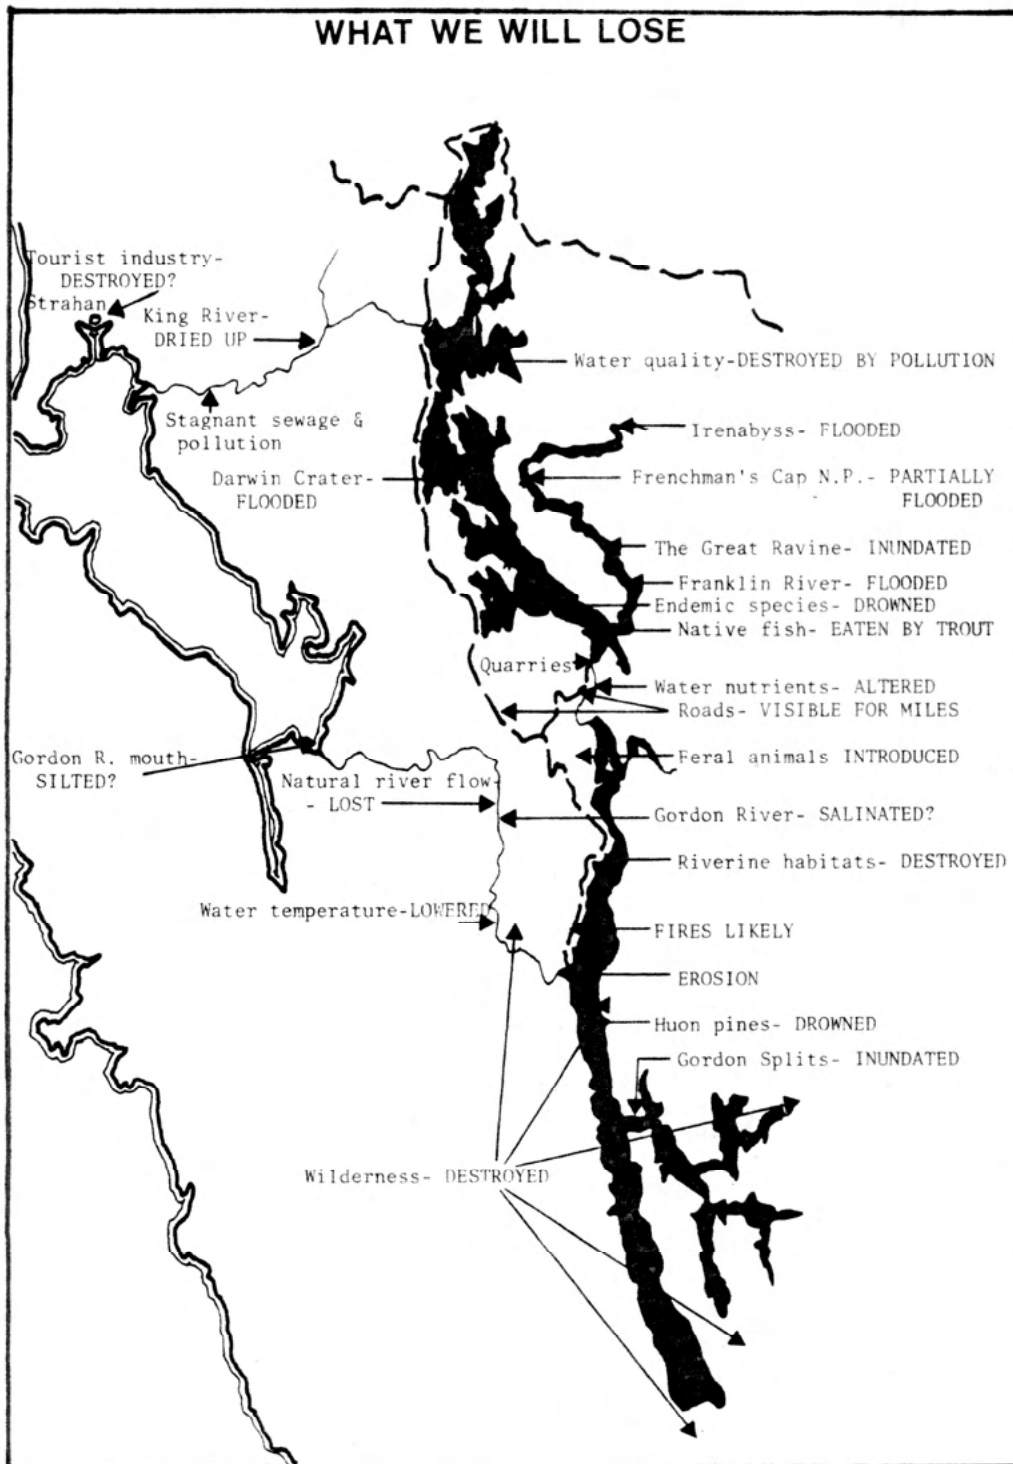 WHAT WE WILL LOSE
Tourist industry-
DESTROYED?
Strahan
King River-
DRIED UP
Water quality-DESTROYED BY POLLUTION
Stagnant sewage &
pollution
Irenabyss- FLOODED
Darwin Crater-
FLOODED
Frenchman's Cap N.P.- PARTIALLY
FLOODED
The Great Ravine- INUNDATED
Franklin River- FLOODED
Endemic species- DROWNED
Native fish- EATEN BY TROUT
Quarries
Water nutrients- ALTERED
Roads- VISIBLE FOR MILES
Gordon R. mouth-
SILTED?
Feral animals INTRODUCED
Natural river flow-
- LOST
Gordon River- SALINATED?
Riverine habitats- DESTROYED
Water temperature-LOWERED
FIRES LIKELY
EROSION
Huon pines- DROWNED
Gordon Splits- INUNDATED
Wilderness- DESTROYED